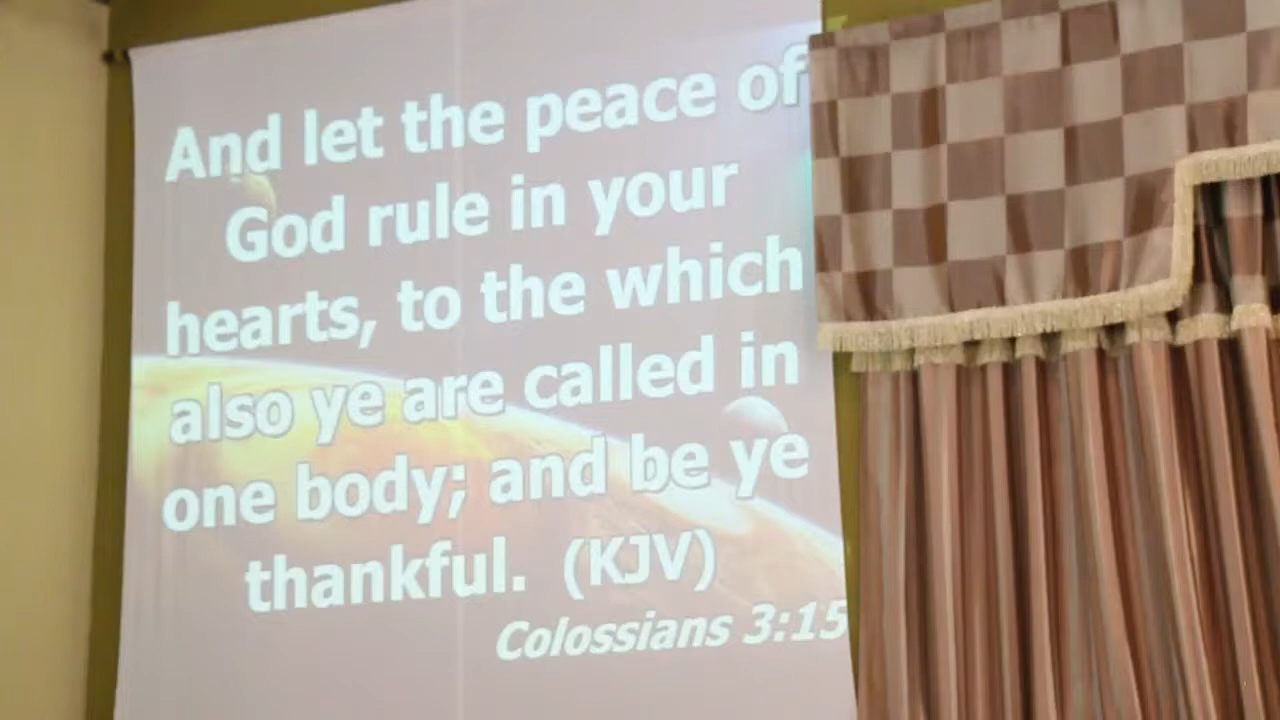 And let the peace of
God rule in your
hearts, to the which
also ye are called in
one body; and be ye
thankful. (KJV)
Colossians 3:15